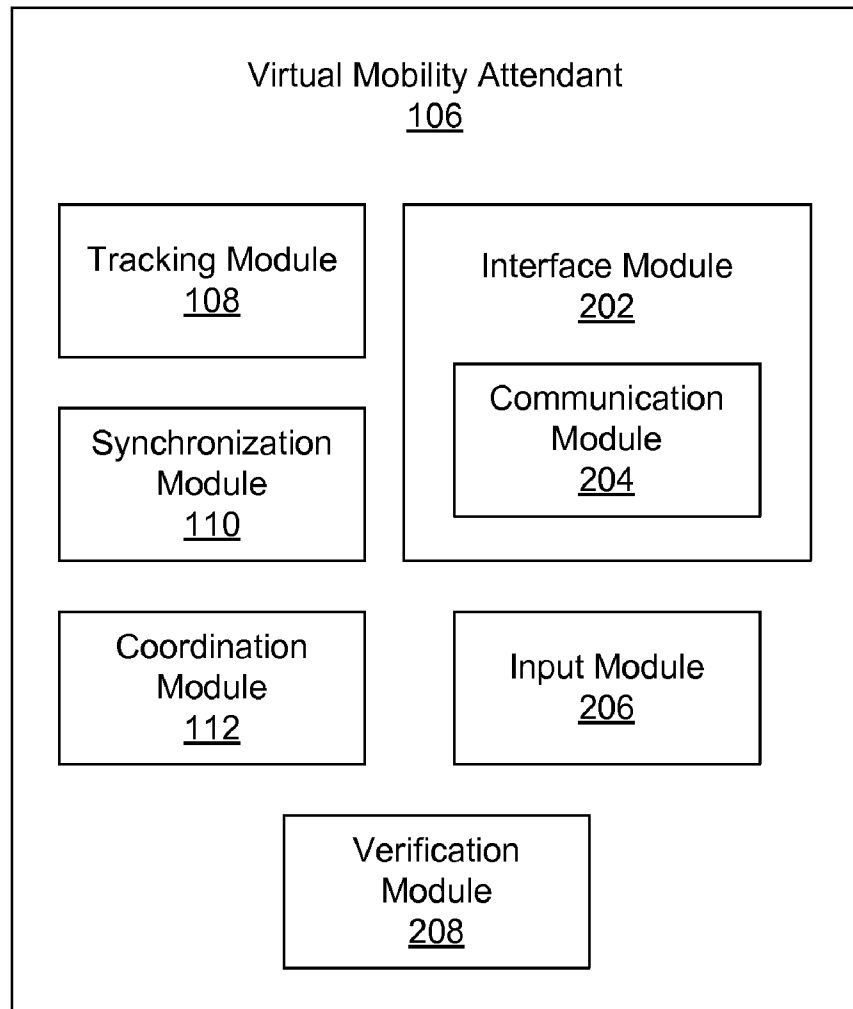 Virtual Mobility Attendant
106
Tracking Module
108
Interface Module
202
Communication
Module
204
Synchronization
Module
110
Coordination
Module
112
Input Module
206
Verification
Module
208